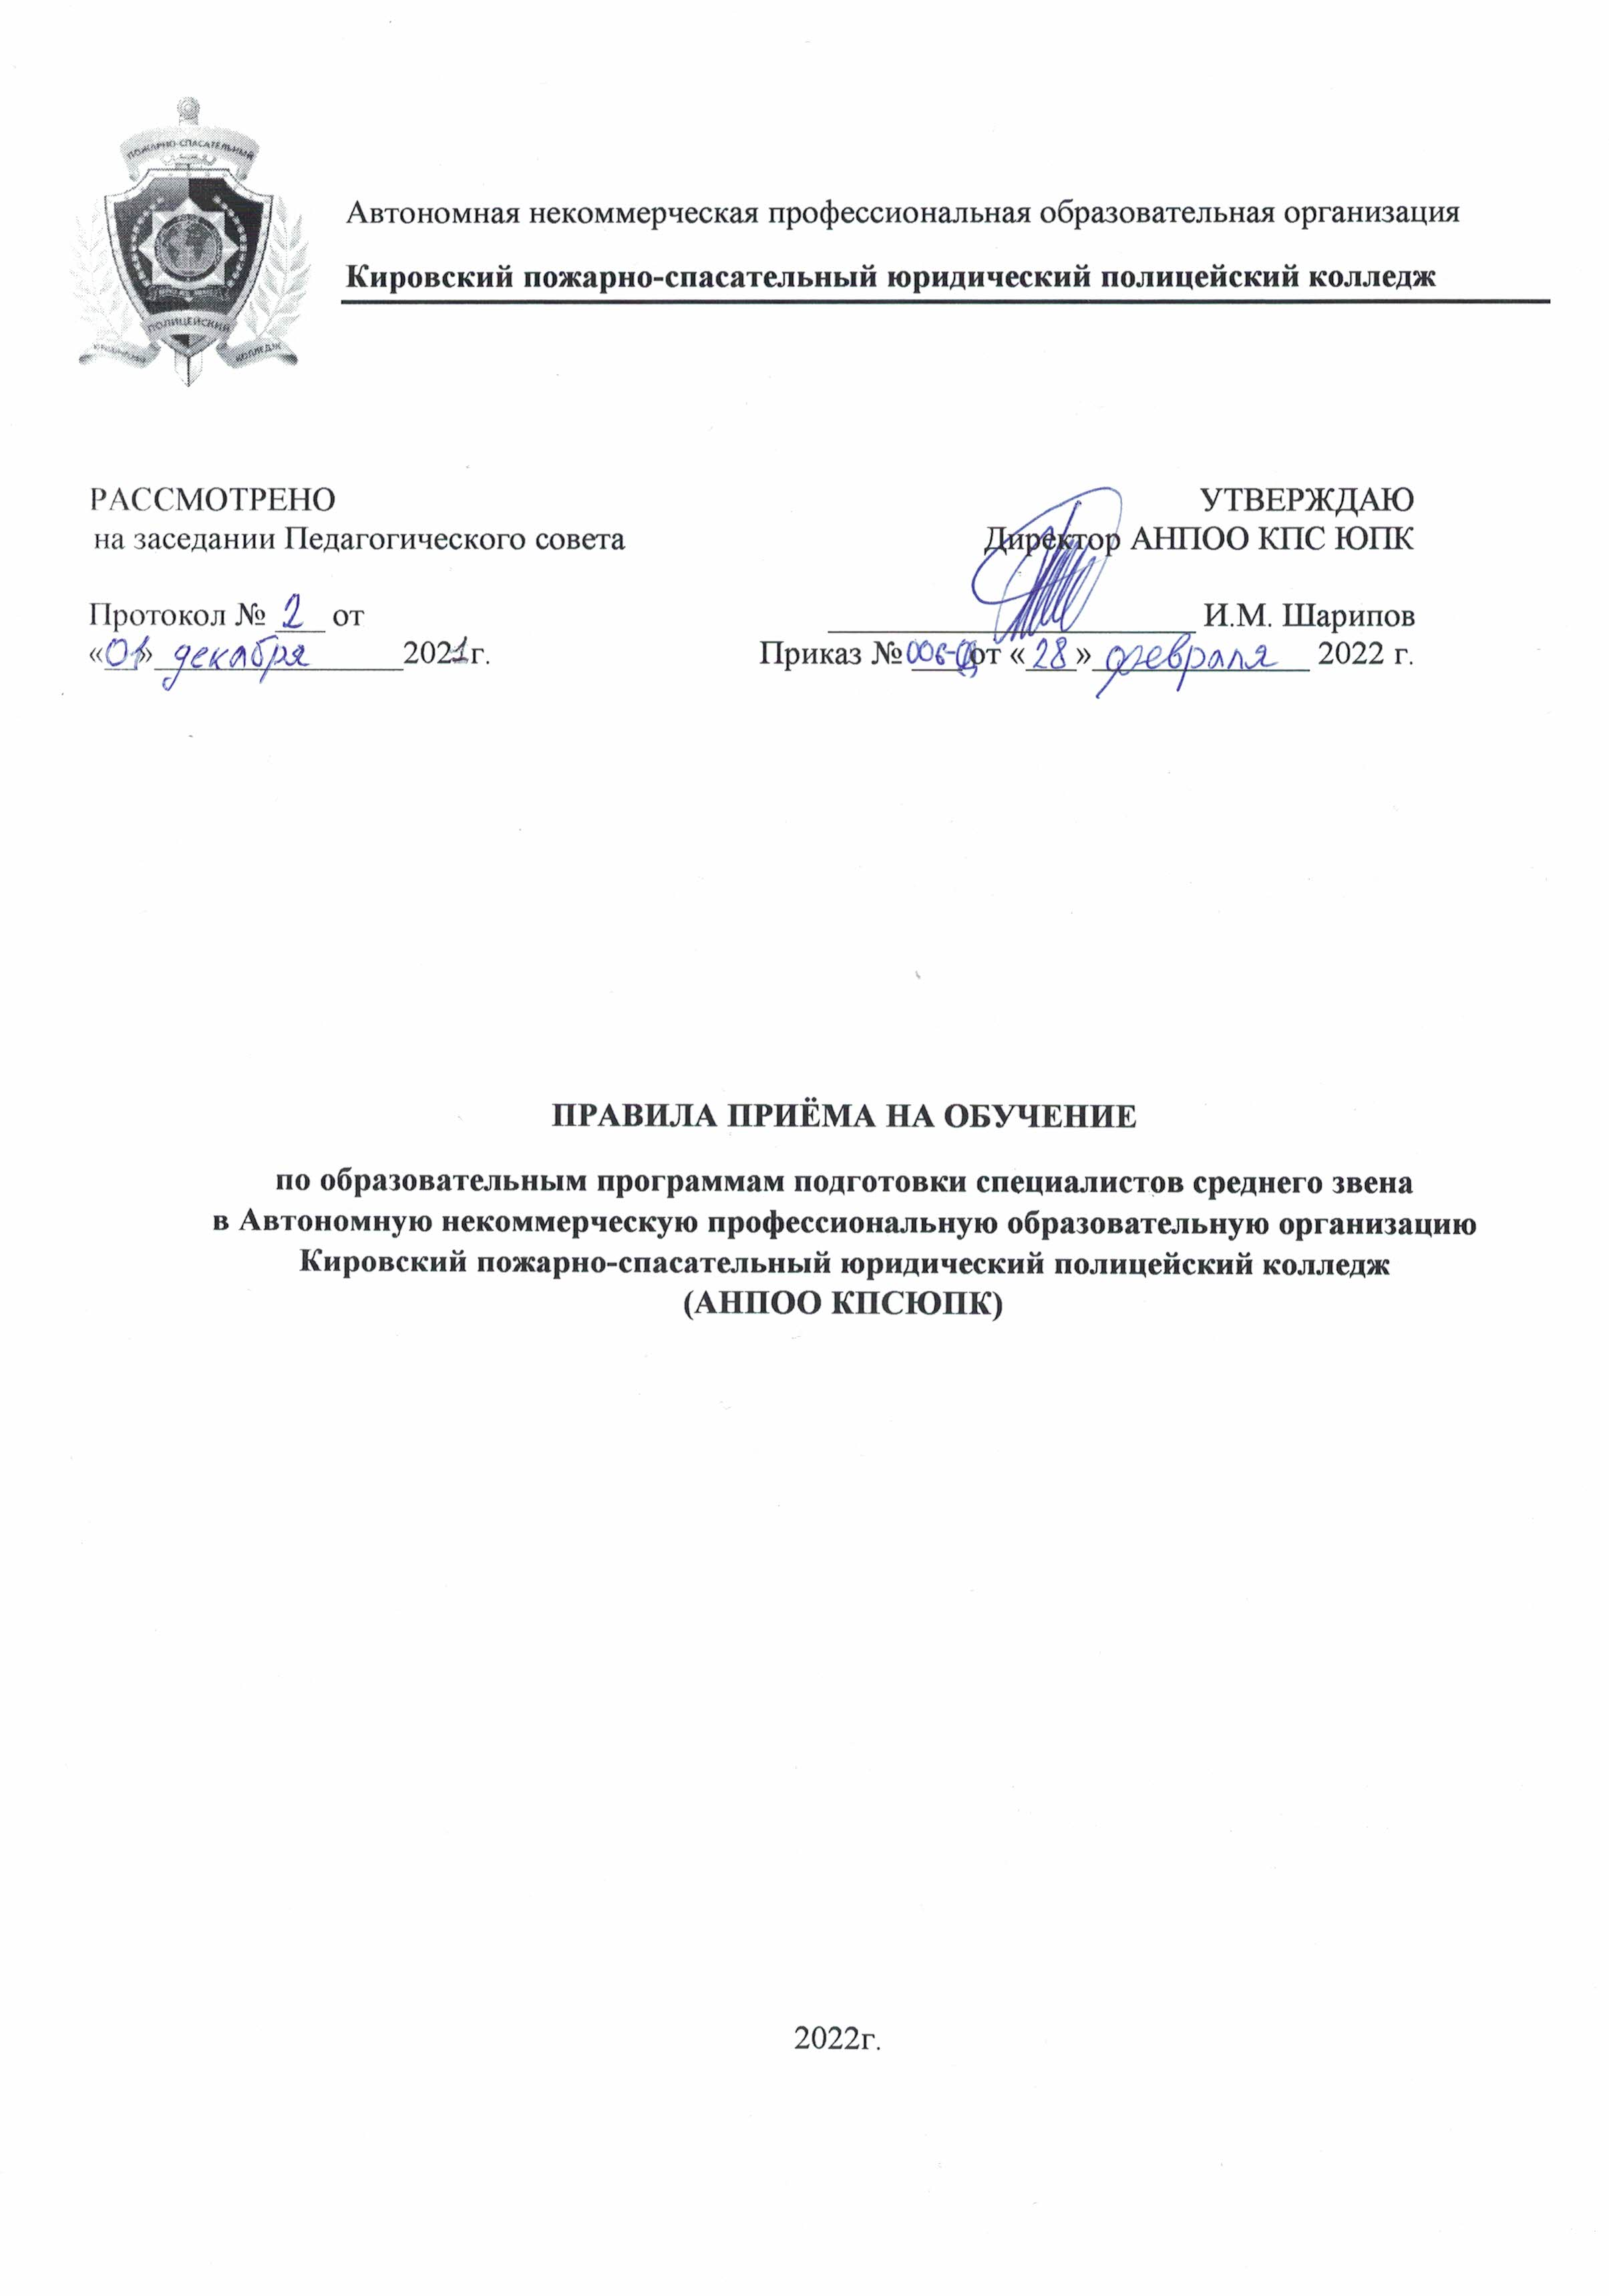 ПОЖАРНО-СПАСАТЕЛЬНЫЙ
ПОЛИЦЕЙСКИЙ
КОЛЛЕДЖ
Автономная некоммерческая профессиональная образовательная организация
Кировский пожарно-спасательный юридический полицейский колледж
РАССМОТРЕНО
на заседании Педагогического совета
Протокол № 2 от
«01» декабря 2021г.
УТВЕРЖДАЮ
Директор АНПОО КПС ЮПК
И.М. Шарипов
Приказ № 006-Д от «28» февраля 2022 г.
ПРАВИЛА ПРИЁМА НА ОБУЧЕНИЕ
по образовательным программам подготовки специалистов среднего звена
в Автономную некоммерческую профессиональную образовательную организацию
Кировский пожарно-спасательный юридический полицейский колледж
(АНПОО КПСЮПК)
2022г.